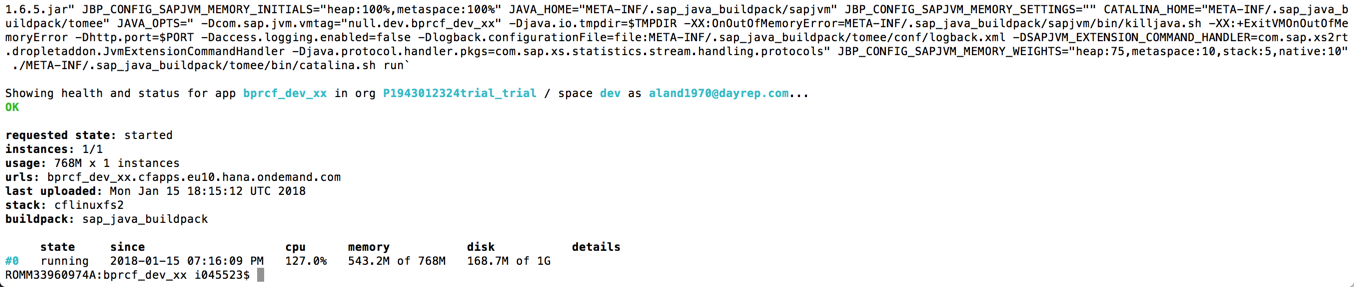 1.6.5.jar" JBP_CONFIG_SAPJVM_MEMORY_INITIALS="heap:100%,metaspace:100%" JAVA_HOME="META-INF/.sap_java_buildpack/sapjvm" JBP_CONFIG_SAPJVM_MEMORY_SETTINGS="" CATALINA_HOME="META-INF/.sap_java_b
uildpack/tomee" JAVA_OPTS=" -Dcom.sap.jvm.vmtag="null.dev.bprcf_dev_xx" -Djava.io.tmpdir=$TMPDIR -XX:OnOutOfMemoryError=META-INF/.sap_java_buildpack/sapjvm/bin/killjava.sh -XX:+ExitVMOnOutOfMe
moryError -Dhttp.port=$PORT -Daccess.logging.enabled=false -Dlogback.configurationFile=file:META-INF/.sap_java_buildpack/tomee/conf/logback.xml -DSAPJVM_EXTENSION_COMMAND_HANDLER=com.sap.xs2rt
.dropletaddon.JvmExtensionCommandHandler -Djava.protocol.handler.pkgs=com.sap.xs.statistics.stream.handling.protocols" JBP_CONFIG_SAPJVM_MEMORY_WEIGHTS="heap:75,metaspace:10,stack:5,native:10"
./META-INF/.sap_java_buildpack/tomee/bin/catalina.sh run`
Showing health and status for app bprcf_dev_xx in org P1943012324trial_trial / space dev as aland1970@dayrep.com...
OK
requested state: started
instances: 1/1
usage: 768M x 1 instances
urls: bprcf_dev_xx.cfapps.eu10.hana.ondemand.com
last uploaded: Mon Jan 15 18:15:12 UTC 2018
stack: cflinuxfs2
buildpack: sap_java_buildpack
state since cpu memory disk details
#0 running 2018-01-15 07:16:09 PM 127.0% 543.2M of 768M 168.7M of 1G
ROMM33960974A:bprcf_dev_xx i045523$